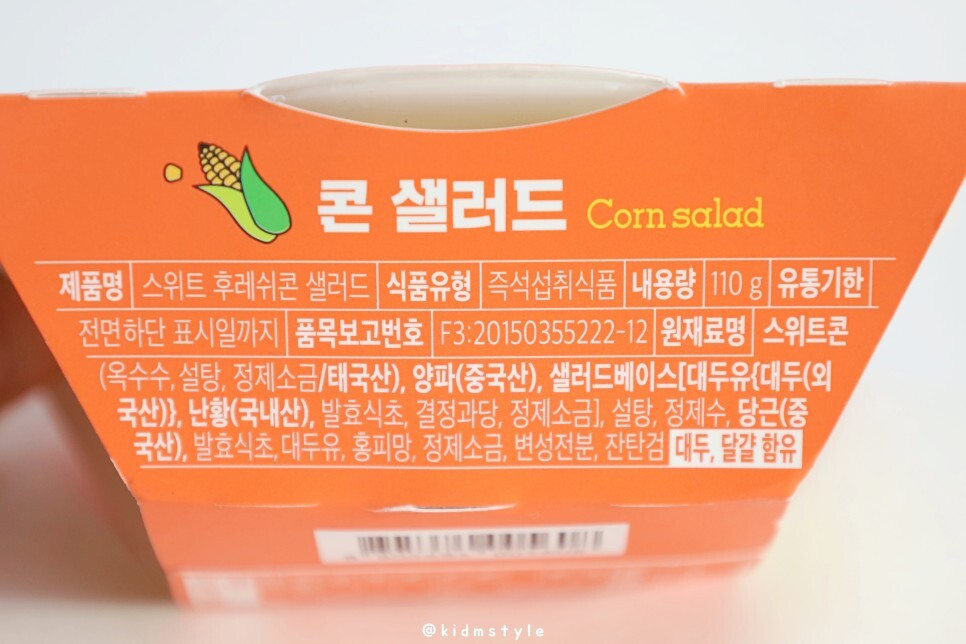 콘 샐러드 Corn salad
제품명 스위트 후레쉬콘 샐러드 식품유형 즉석섭취식품 내용량 110 g 유통기한
전면하단 표시일까지 품목보고번호 F3:20150355222-12 원재료명 스위트콘
(옥수수, 설탕, 정제소금/태국산), 양파(중국산), 샐러드베이스[대두유{대두(외
국산)}, 난황(국내산), 발효식초, 결정과당, 정제소금], 설탕, 정제수, 당근(중
국산), 발효식초, 대두유, 홍피망, 정제소금, 변성전분, 잔탄검 대두, 달걀 함유
@kidmstyle